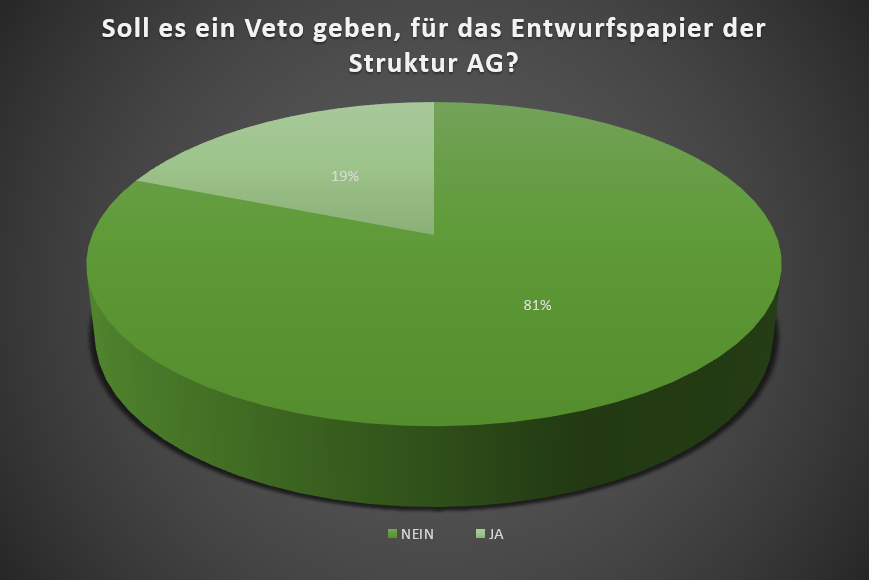 Soll es ein Veto geben, für das Entwurfspapier der
Struktur AG?
19%
81%
NEIN JA